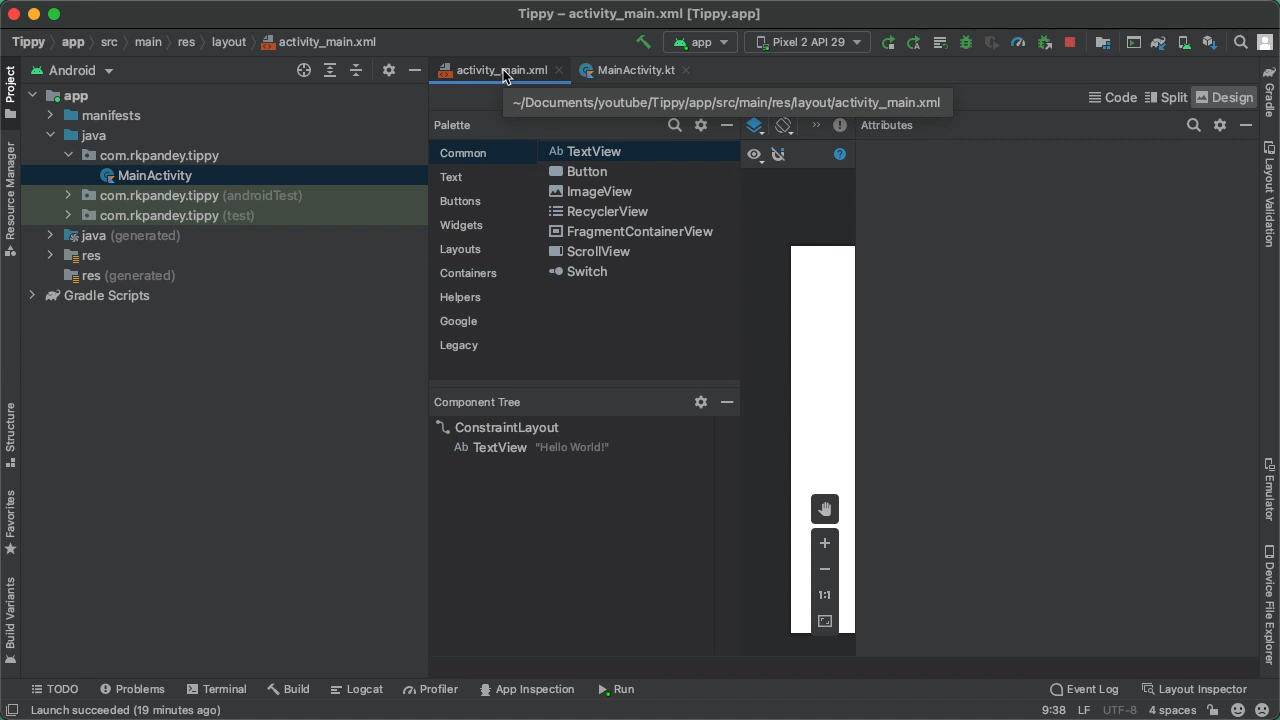 Tippy – activity_main.xml [Tippy.app]
Tippy app src main res layout activity_main.xml app Pixel 2 API 29
Project
Android
activity_main.xml MainActivity.kt
Gradle
~/Documents/youtube/Tippy/app/src/main/res/layout/activity_main.xml
Code Split Design
app
manifests
java
com.rkpandey.tippy
MainActivity
com.rkpandey.tippy (androidTest)
com.rkpandey.tippy (test)
java (generated)
res
res (generated)
Gradle Scripts
Resource Manager
Structure
Favorites
Build Variants
Palette
Common
Text
Buttons
Widgets
Layouts
Containers
Helpers
Google
Legacy
Ab TextView
Button
ImageView
RecyclerView
FragmentContainerView
ScrollView
Switch
Component Tree
ConstraintLayout
Ab TextView "Hello World!"
1:1
Attributes
Layout Validation
Emulator
Device File Explorer
TODO Problems Terminal Build Logcat Profiler App Inspection Run Event Log Layout Inspector
Launch succeeded (19 minutes ago) 9:38 LF UTF-8 4 spaces